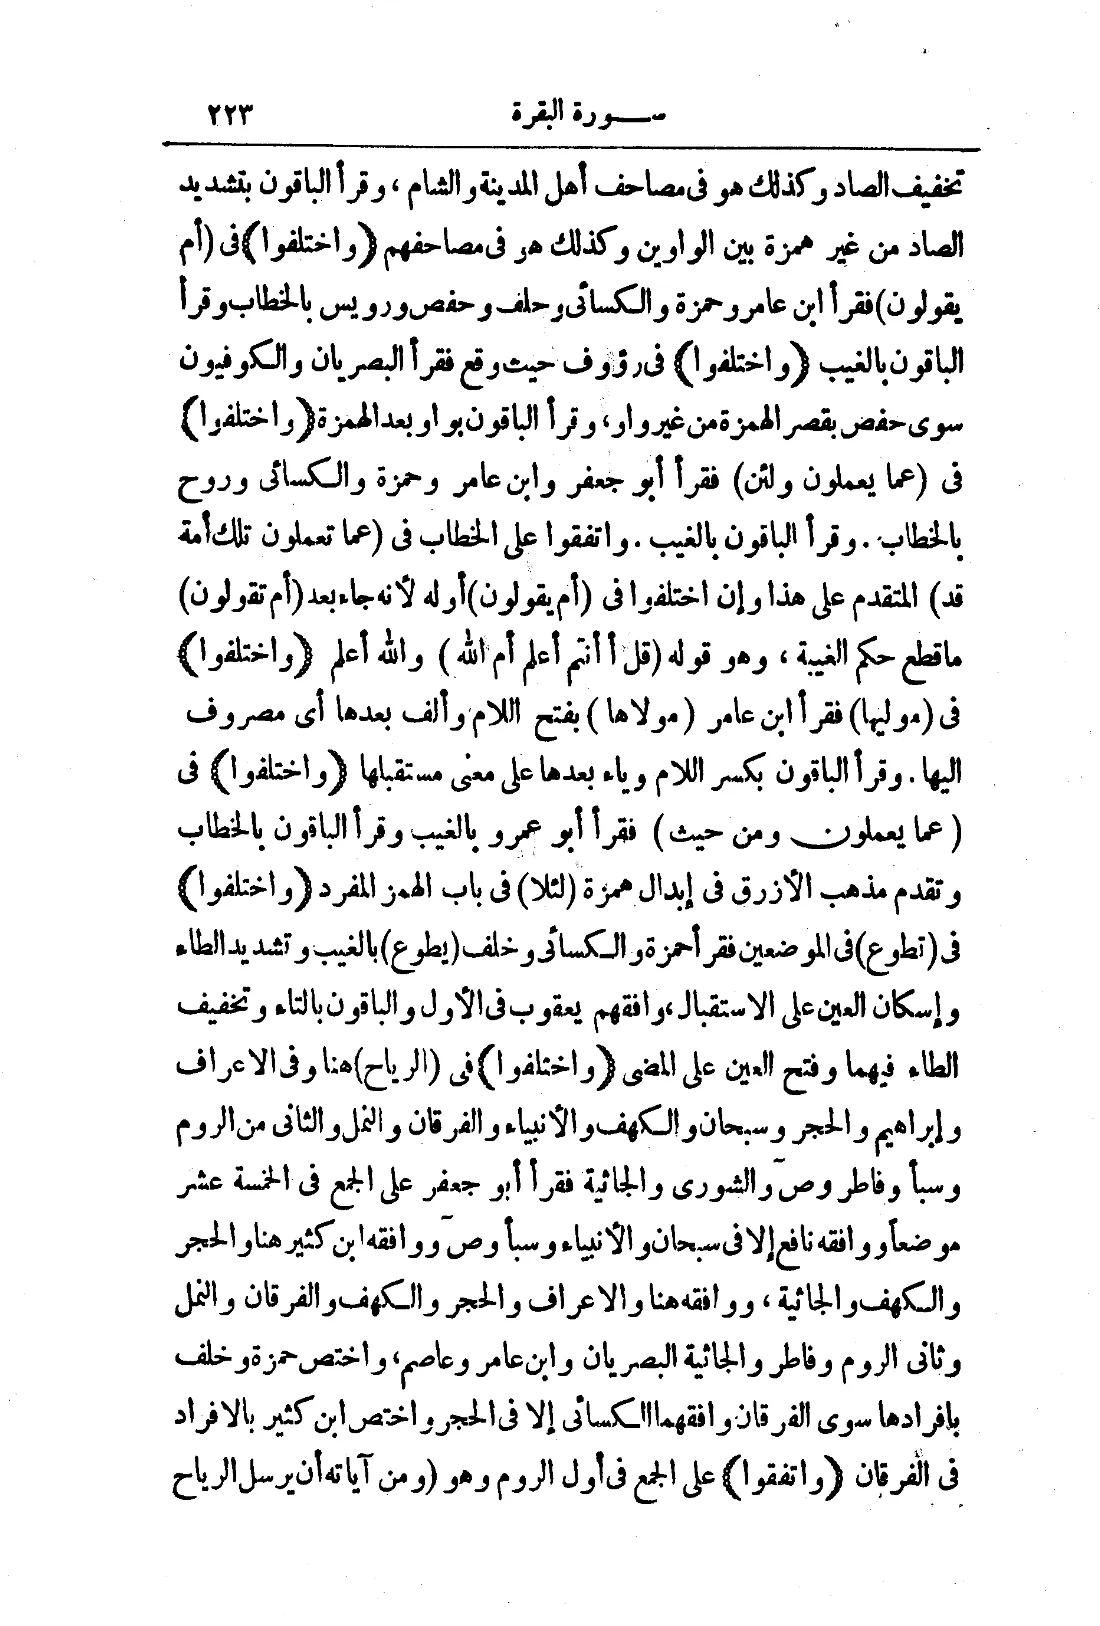 ســورة البقرة ٢٢٣
تخفيف الصاد وكذلك هو فى مصاحف أهل المدينة والشام ، وقرأ الباقون بتشديد
الصاد من غير همزة بين الواوين وكذلك هو فى مصاحفهم (واختلفوا) فى (أم
يقولون) فقرأ ابن عامر وحمزة والكسائى وخلف وحفص ورويس بالخطاب وقرأ
الباقون بالغيب (واختلفوا) فى رؤوف حيث وقع فقرأ البصريان والكوفيون
سوى حفص بقصر الهمزة من غير واو، وقرأ الباقون بواو بعد الهمزة (واختلفوا)
فى (عما يعملون ولئن) فقرأ أبو جعفر وابن عامر وحمزة والكسائى وروح
بالخطاب . وقرأ الباقون بالغيب . واتفقوا على الخطاب فى (عما تعملون تلك أمة
قد) المتقدم على هذا وإن اختلفوا فى (أم يقولون) أوله لأنه جاء بعد (أم تقولون)
ماقطع حكم الغيبة ، وهو قوله (قل أأنتم أعلم أم الله) والله أعلم (واختلفوا)
فى (موليها) فقرأ ابن عامر (مولاها) بفتح اللام وألف بعدها أى مصروف
اليها . وقرأ الباقون بكسر اللام وياء بعدها على معنى مستقبلها (واختلفوا) فى
(عما يعملون ومن حيث) فقرأ أبو عمرو بالغيب وقرأ الباقون بالخطاب
وتقدم مذهب الأزرق فى إبدال همزة (لئلا) فى باب الهمز المفرد (واختلفوا)
فى (تطوع) فى الموضعين فقرأ حمزة والكسائى وخلف (يطوع) بالغيب وتشديد الطاء
وإسكان العين على الاستقبال، وافقهم يعقوب فى الأول والباقون بالتاء وتخفيف
الطاء فيهما وفتح العين على المضى (واختلفوا) فى (الرياح) هنا وفى الاعراف
وإبراهيم والحجر وسبحان والكهف والأنبياء والفرقان والنمل والثانى من الروم
وسبأ وفاطر وصۤ والشورى والجاثية فقرأ أبو جعفر على الجمع فى الخمسة عشر
موضعاً ووافقه نافع إلا فى سبحان والأنبياء وسبأ وصۤ ووافقه ابن كثير هنا والحجر
والكهف والجاثية ، ووافقه هنا والاعراف والحجر والكهف والفرقان والنمل
وثانى الروم وفاطر والجاثية البصريان وابن عامر وعاصم، واختص حمزة وخلف
بافرادها سوى الفرقان وافقهما الكسائى إلا فى الحجر واختص ابن كثير بالافراد
فى الفرقان (واتفقوا) على الجمع فى أول الروم وهو (ومن آياته أن يرسل الرياح